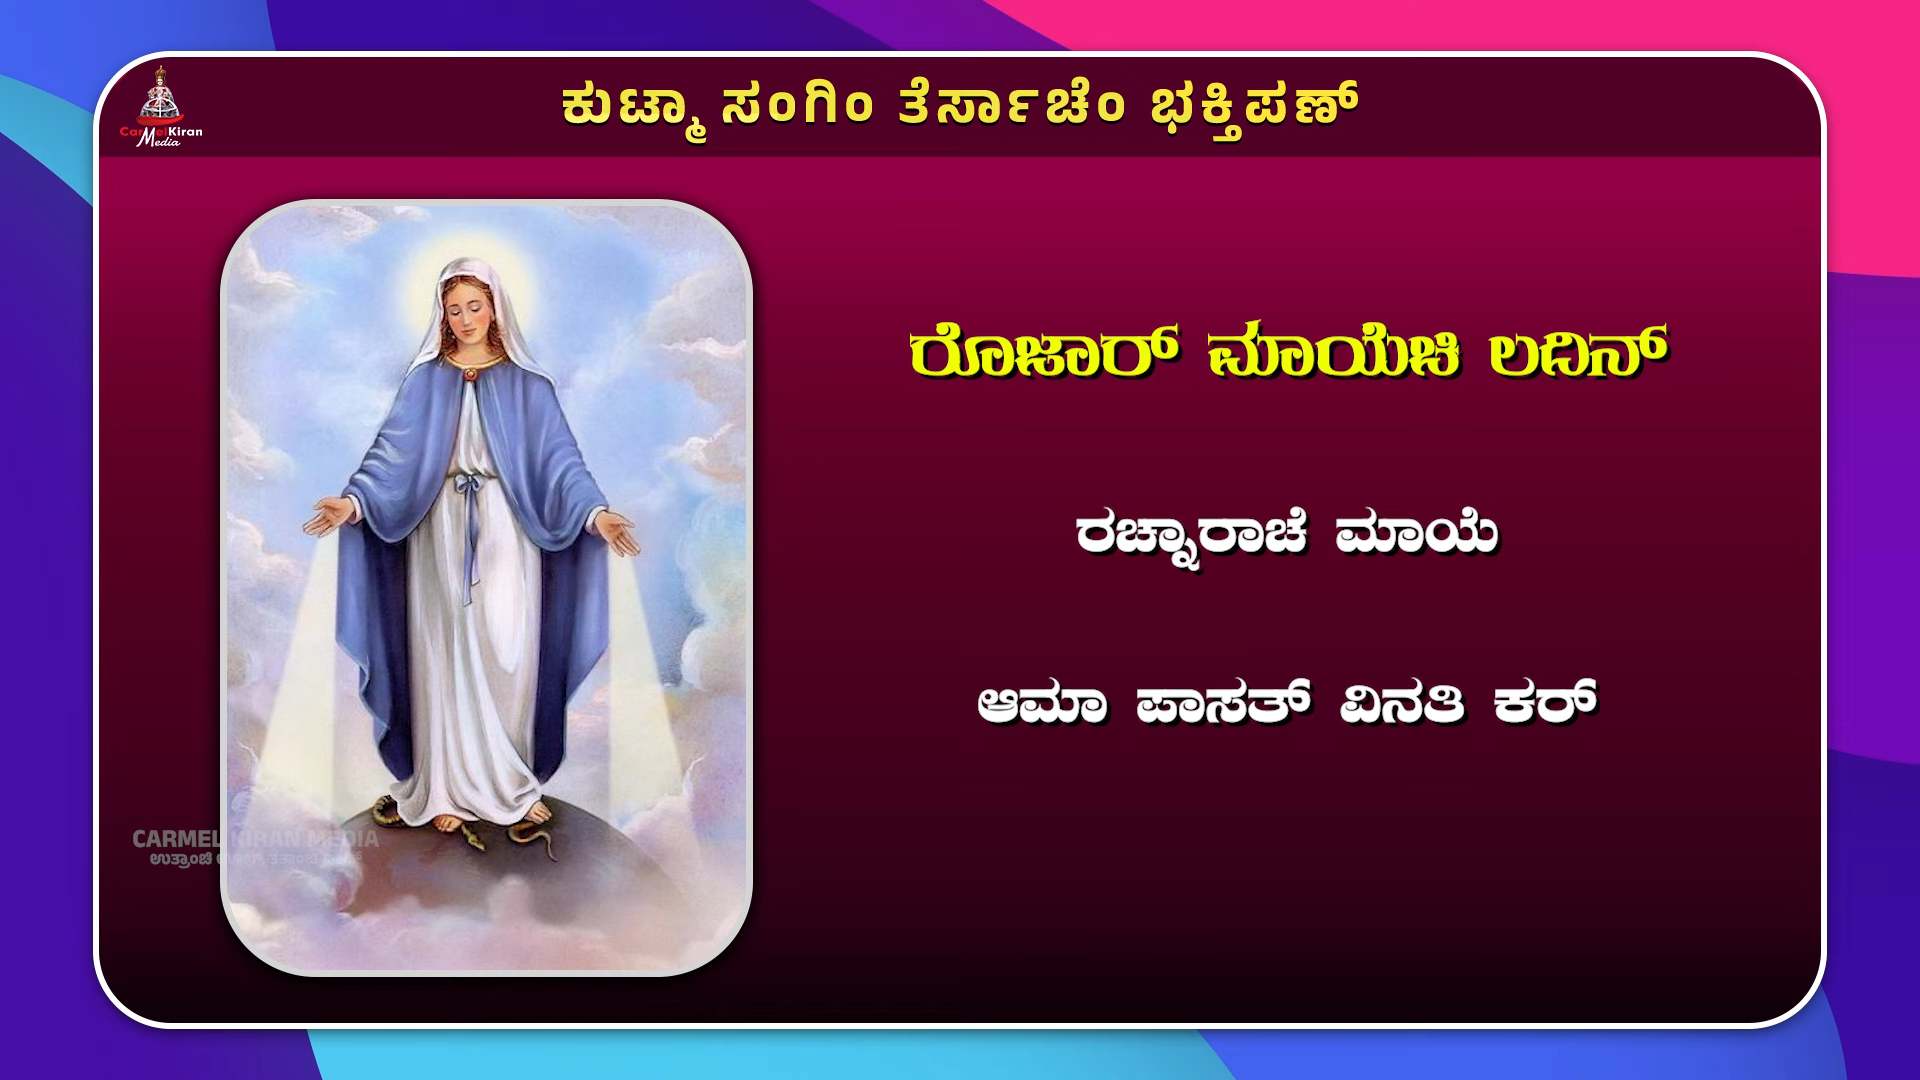 ಕುಟ್ಮಾ ಸಂಗಿಂ ತೆರ್ಸಾಚೆಂ ಭಕ್ತಿಪಣ್
CarmelKiran
Media
ರೊಜಾರ್ ಮಾಯೆಚಿ ಲದಿನ್
ರಚ್ನಾರಾಚೆ ಮಾಯೆ
ಆಮಾ ಪಾಸತ್ ವಿನತಿ ಕರ್
CARMEL KIRAN MEDIA